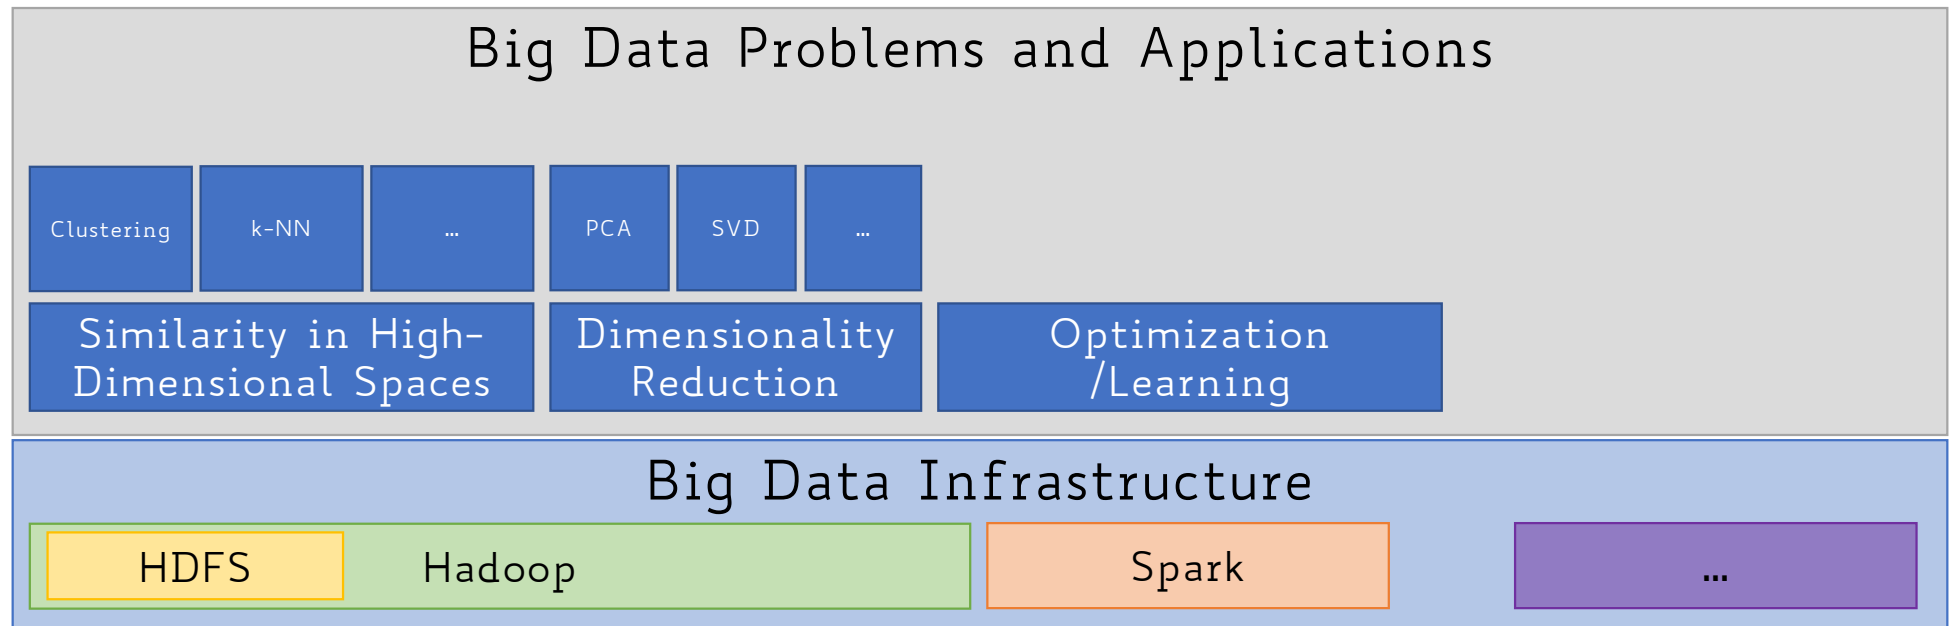 Big Data Problems and Applications
Clustering
k-NN
...
PCA
SVD
...
Similarity in High-
Dimensional Spaces
Dimensionality
Reduction
Optimization
/Learning
Big Data Infrastructure
HDFS
Hadoop
Spark
...